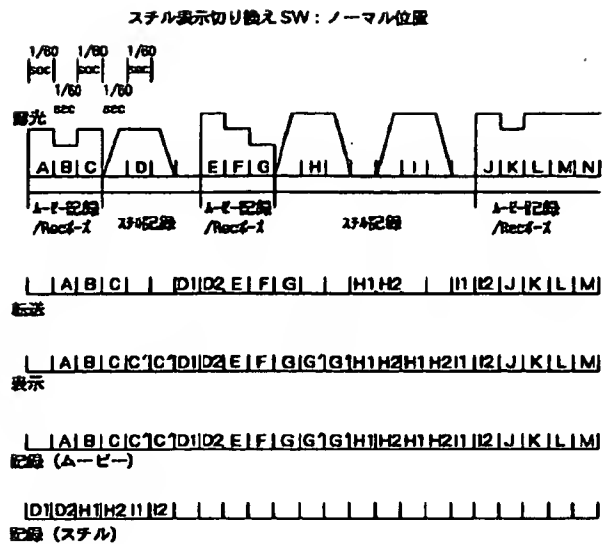 スチル表示切り換えSW：ノーマル位置
1/60 sec 1/60 sec 1/60 sec
1/60 sec 1/60 sec
露光
A B C D E F G H I J K L M N
ムービー記録/Recポーズ スチル記録 ムービー記録/Recポーズ スチル記録 ムービー記録/Recポーズ
A B C D1 D2 E F G H1 H2 I1 I2 J K L M
転送
A B C C' C' D1 D2 E F G G' G' H1 H2 H1 H2 I1 I2 J K L M
表示
A B C C' C' D1 D2 E F G G' G' H1 H2 H1 H2 I1 I2 J K L M
記録（ムービー）
D1 D2 H1 H2 I1 I2
記録（スチル）